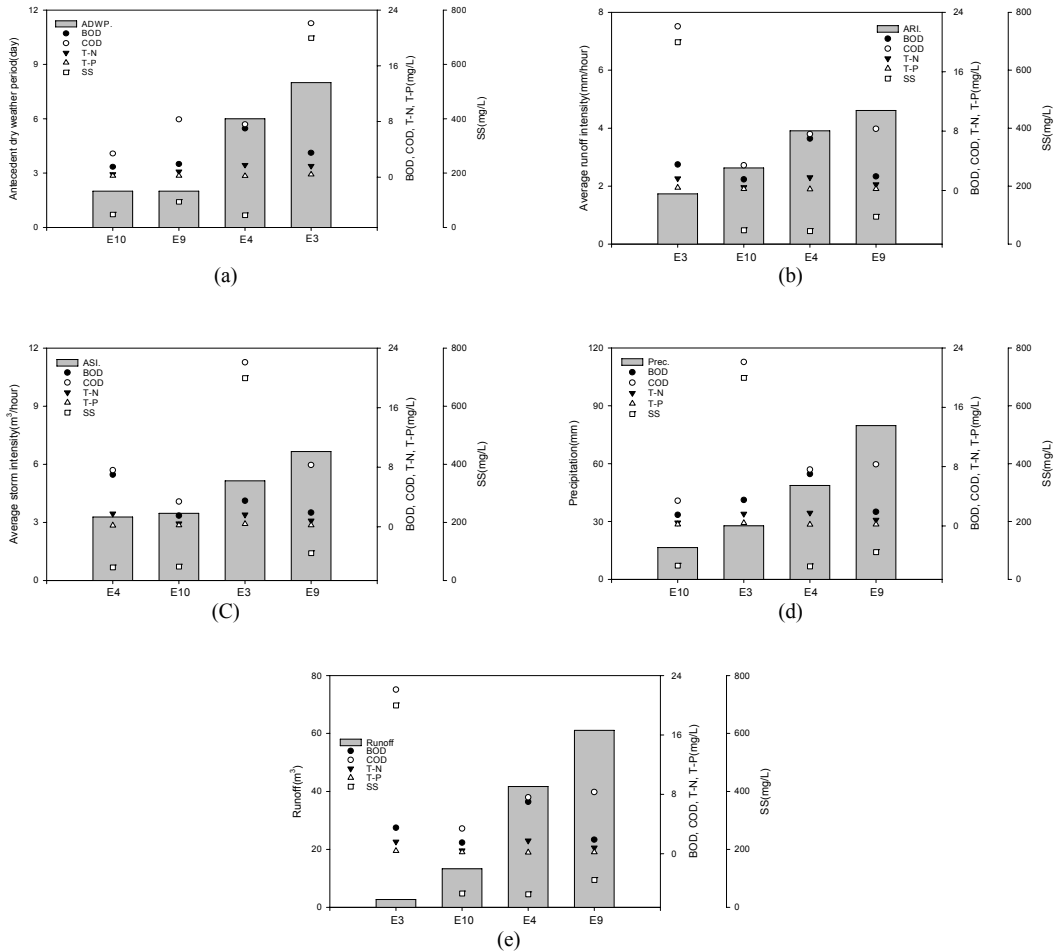 12
9
6
3
0
Antecedent dry weather period(day)
ADWP.
BOD
COD
T-N
T-P
SS
E10 E9 E4 E3
24
16
8
0
BOD, COD, T-N, T-P(mg/L)
800
600
400
200
0
SS(mg/L)
(a)
8
6
4
2
0
Average runoff intensity(mm/hour)
ARI.
BOD
COD
T-N
T-P
SS
E3 E10 E4 E9
24
16
8
0
BOD, COD, T-N, T-P(mg/L)
800
600
400
200
0
SS(mg/L)
(b)
12
9
6
3
0
Average storm intensity(m³/hour)
ASI.
BOD
COD
T-N
T-P
SS
E4 E10 E3 E9
24
16
8
0
BOD, COD, T-N, T-P(mg/L)
800
600
400
200
0
SS(mg/L)
(C)
120
90
60
30
0
Precipitation(mm)
Prec.
BOD
COD
T-N
T-P
SS
E10 E3 E4 E9
24
16
8
0
BOD, COD, T-N, T-P(mg/L)
800
600
400
200
0
SS(mg/L)
(d)
80
60
40
20
0
Runoff(m³)
Runoff
BOD
COD
T-N
T-P
SS
E3 E10 E4 E9
24
16
8
0
BOD, COD, T-N, T-P(mg/L)
800
600
400
200
0
SS(mg/L)
(e)